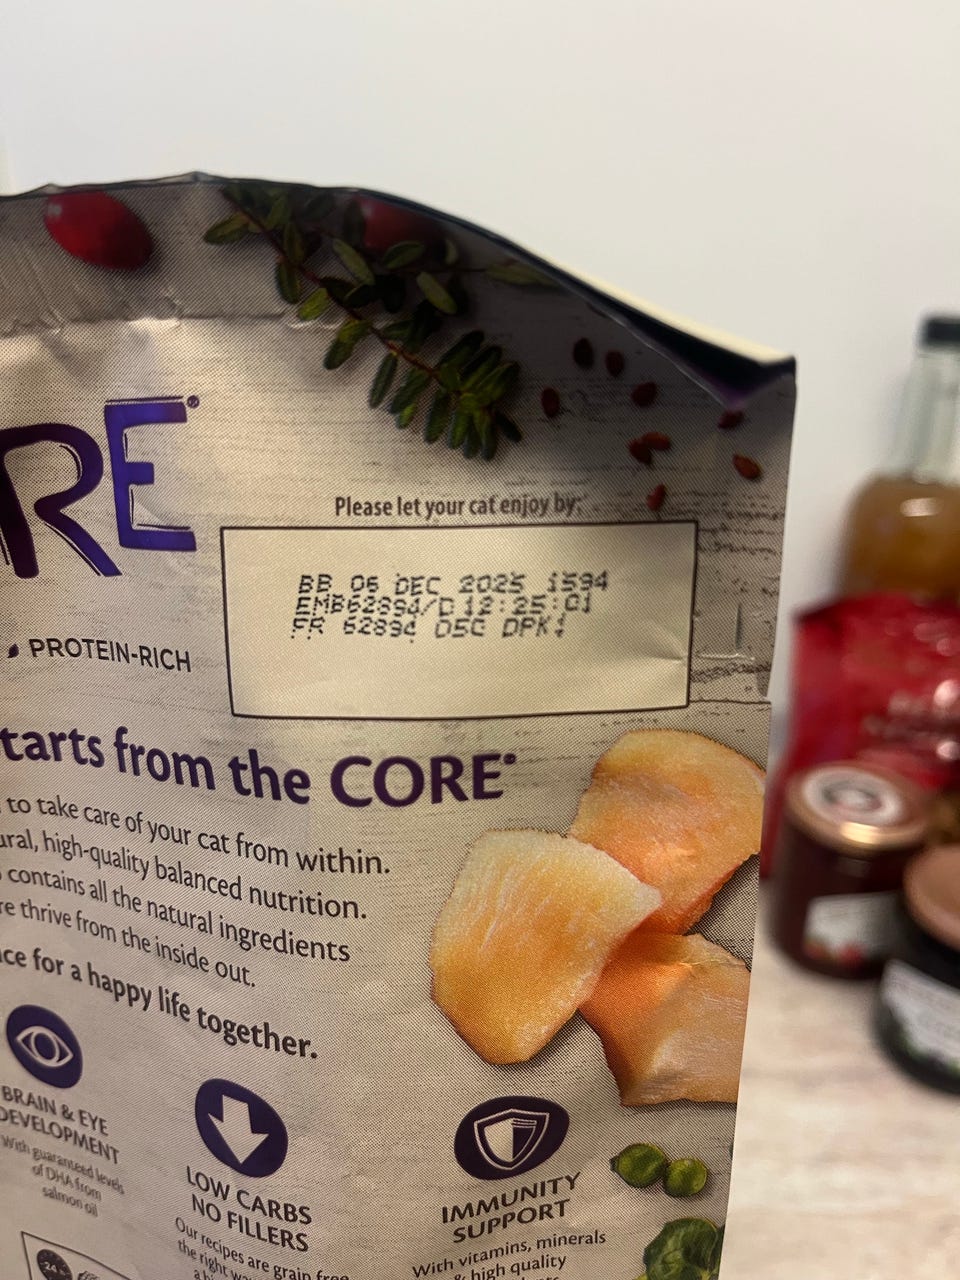 RE®
Please let your cat enjoy by:
BB 06 DEC 2025 1594
EMB62894/D 12:25:01
FR 62894 05C DPK4
PROTEIN-RICH
tarts from the CORE®
to take care of your cat from within.
ural, high-quality balanced nutrition.
contains all the natural ingredients
re thrive from the inside out.
ce for a happy life together.
BRAIN & EYE
DEVELOPMENT
With guaranteed levels
of DHA from
salmon oil
LOW CARBS
NO FILLERS
Our recipes are grain free
the right
IMMUNITY
SUPPORT
With vitamins, minerals
& high quality